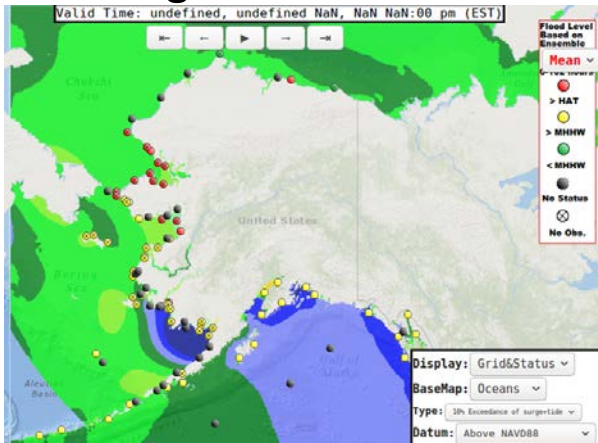 Valid Time: undefined, undefined NaN, NaN NaN:00 pm (EST)
Flood Level
Based on
Ensemble
Mean
> HAT
> MHHW
< MHHW
No Status
No Obs.
Chukchi
Sea
United States
Bering
Sea
Gulf of
Aleutian
Basin
Display: Grid&Status
BaseMap: Oceans
Type: 10% Exceedance of surge+tide
Datum: Above NAVD88